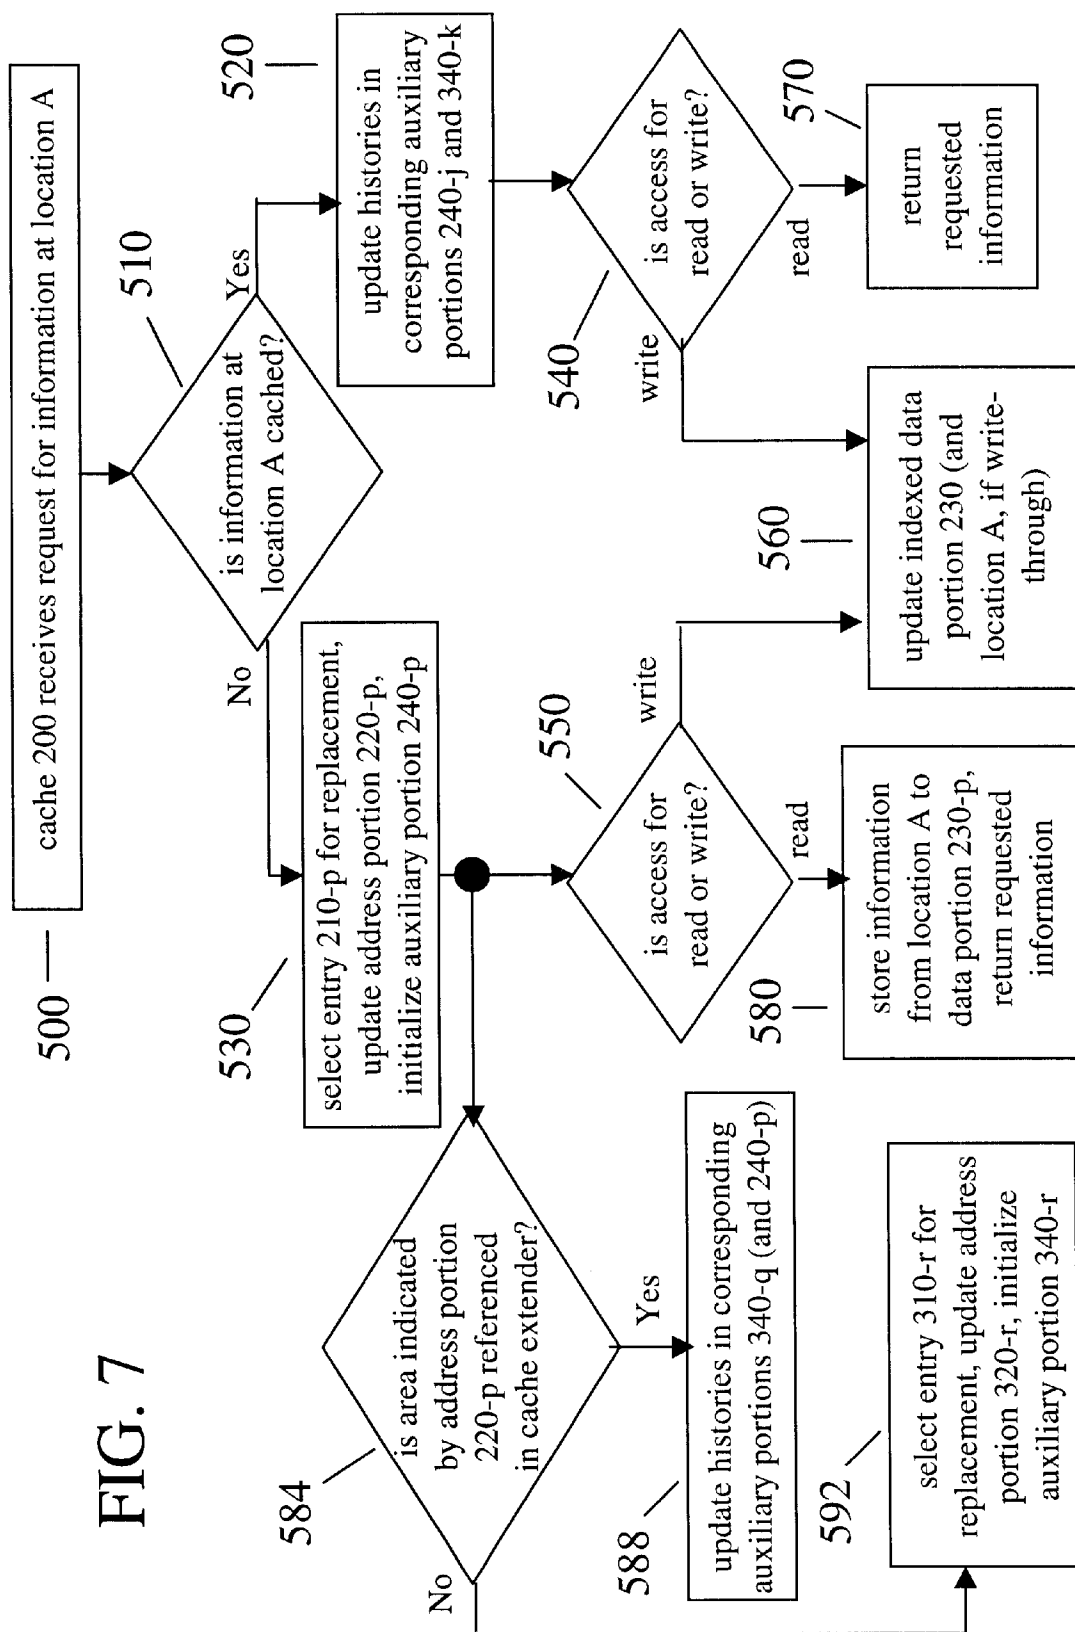 FIG. 7
500
cache 200 receives request for information at location A
510
is information at
location A cached?
Yes
No
520
update histories in
corresponding auxiliary
portions 240-j and 340-k
530
select entry 210-p for replacement,
update address portion 220-p,
initialize auxiliary portion 240-p
540
is access for
read or write?
write
read
550
is access for
read or write?
write
read
560
update indexed data
portion 230 (and
location A, if write-
through)
570
return
requested
information
580
store information
from location A to
data portion 230-p,
return requested
information
584
is area indicated
by address portion
220-p referenced
in cache extender?
Yes
No
588
update histories in corresponding
auxiliary portions 340-q (and 240-p)
592
select entry 310-r for
replacement, update address
portion 320-r, initialize
auxiliary portion 340-r